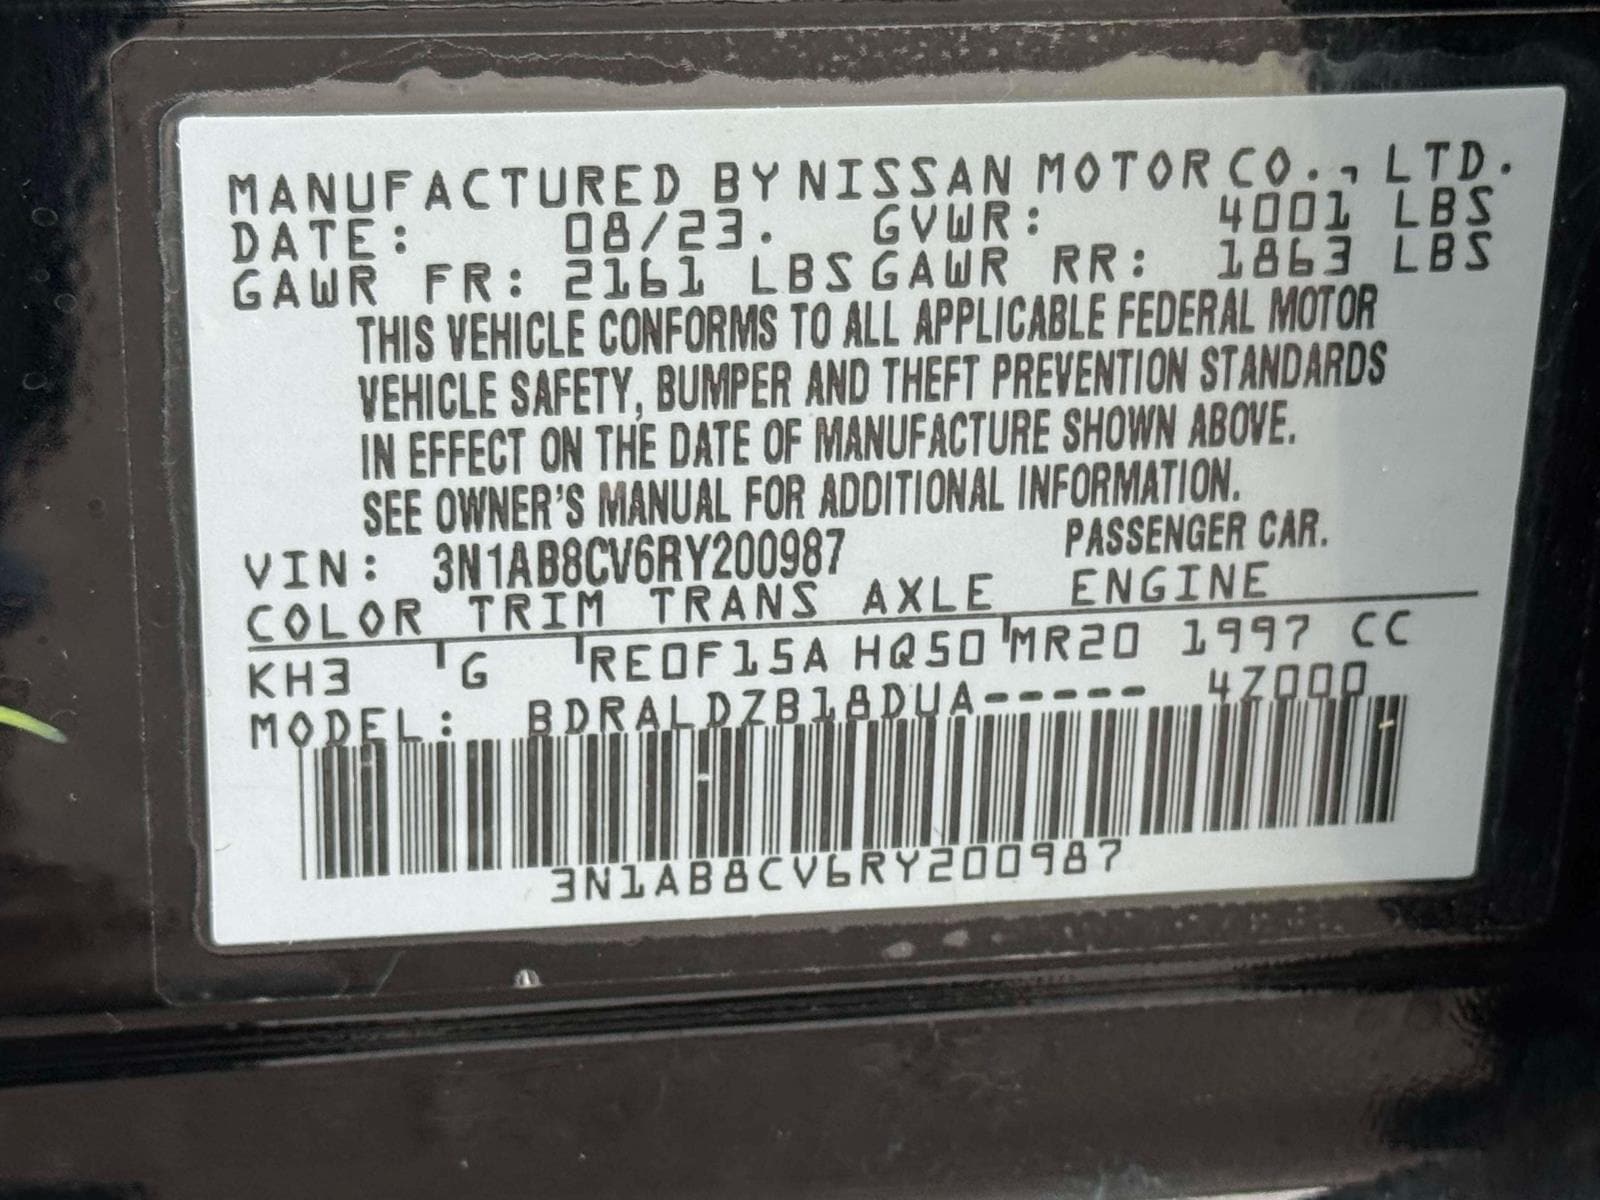 MANUFACTURED BY NISSAN MOTOR CO., LTD.
DATE: 08/23. GVWR: 4001 LBS
GAWR FR: 2161 LBS GAWR RR: 1863 LBS
THIS VEHICLE CONFORMS TO ALL APPLICABLE FEDERAL MOTOR
VEHICLE SAFETY, BUMPER AND THEFT PREVENTION STANDARDS
IN EFFECT ON THE DATE OF MANUFACTURE SHOWN ABOVE.
SEE OWNER'S MANUAL FOR ADDITIONAL INFORMATION.
VIN: 3N1AB8CV6RY200987 PASSENGER CAR.
COLOR TRIM TRANS AXLE ENGINE
KH3 G RE0F15A HQ50 MR20 1997 CC
MODEL: BDRALDZB18DUA----- 4Z000
3N1AB8CV6RY200987